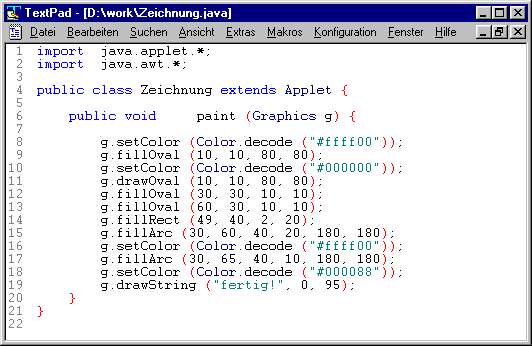 TextPad - [D:\work\Zeichnung.java]
Datei Bearbeiten Suchen Ansicht Extras Makros Konfiguration Fenster Hilfe
1 import  java.applet.*;
2 import  java.awt.*;
3
4 public class Zeichnung extends Applet {
5
6     public void     paint (Graphics g) {
7
8         g.setColor (Color.decode ("#ffff00"));
9         g.fillOval (10, 10, 80, 80);
10         g.setColor (Color.decode ("#000000"));
11         g.drawOval (10, 10, 80, 80);
12         g.fillOval (30, 30, 10, 10);
13         g.fillOval (60, 30, 10, 10);
14         g.fillRect (49, 40, 2, 20);
15         g.fillArc (30, 60, 40, 20, 180, 180);
16         g.setColor (Color.decode ("#ffff00"));
17         g.fillArc (30, 65, 40, 10, 180, 180);
18         g.setColor (Color.decode ("#000088"));
19         g.drawString ("fertig!", 0, 95);
20     }
21 }
22